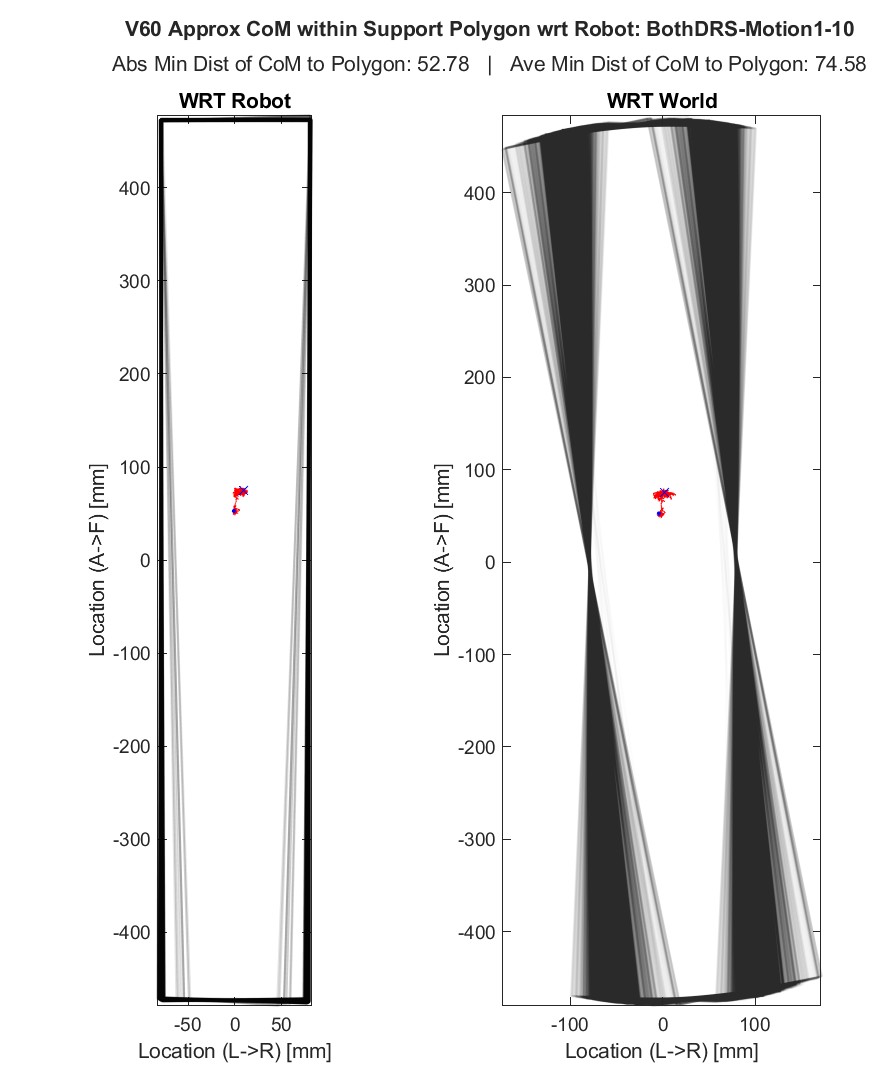 V60 Approx CoM within Support Polygon wrt Robot: BothDRS-Motion1-10
Abs Min Dist of CoM to Polygon: 52.78 | Ave Min Dist of CoM to Polygon: 74.58
WRT Robot
400
300
200
100
0
-100
-200
-300
-400
-50 0 50
Location (A->F) [mm]
Location (L->R) [mm]
WRT World
400
300
200
100
0
-100
-200
-300
-400
-100 0 100
Location (A->F) [mm]
Location (L->R) [mm]